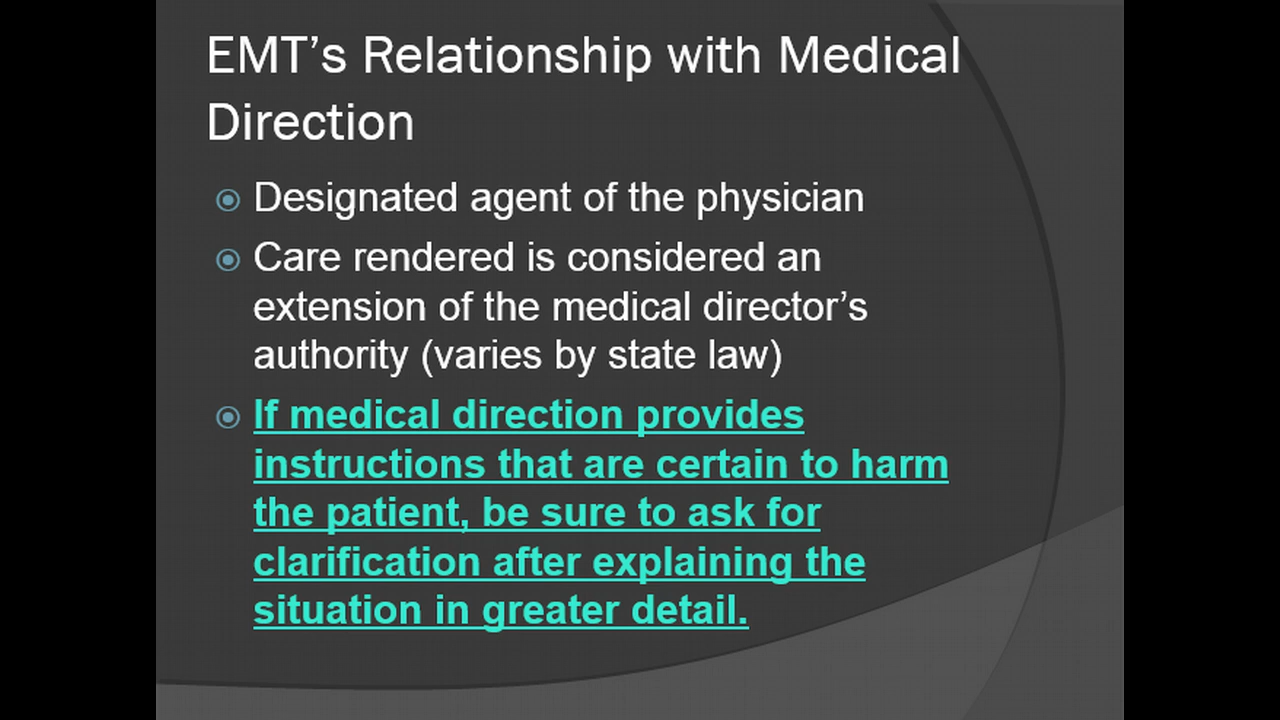 EMT’s Relationship with Medical
Direction
Designated agent of the physician
Care rendered is considered an
extension of the medical director’s
authority (varies by state law)
If medical direction provides
instructions that are certain to harm
the patient, be sure to ask for
clarification after explaining the
situation in greater detail.